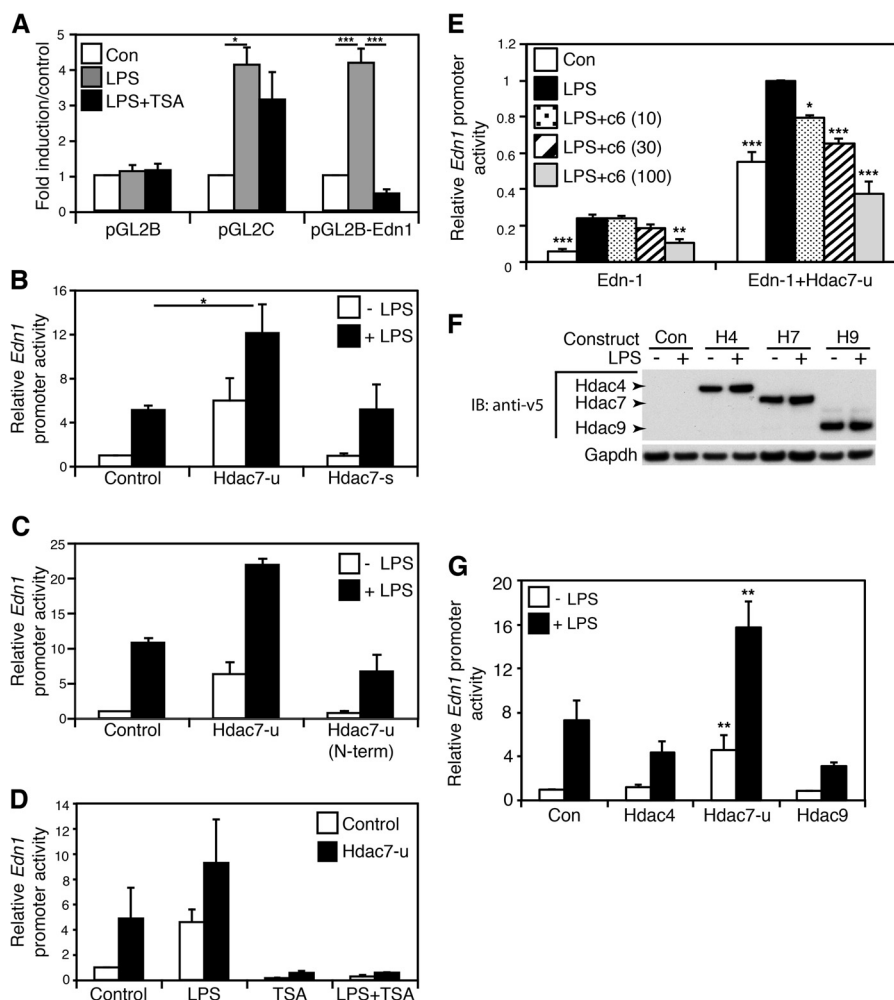 A
Fold induction/control
5
4
3
2
1
0
Con
LPS
LPS+TSA
*
*** ***
pGL2B pGL2C pGL2B-Edn1
B
Relative Edn1
promoter activity
16
12
8
4
0
*
- LPS
+ LPS
Control Hdac7-u Hdac7-s
C
Relative Edn1
promoter activity
25
20
15
10
5
0
- LPS
+ LPS
Control Hdac7-u Hdac7-u
(N-term)
D
Relative Edn1
promoter activity
14
12
10
8
6
4
2
0
Control
Hdac7-u
Control LPS TSA LPS+TSA
E
Relative Edn1 promoter
activity
1.2
1
0.8
0.6
0.4
0.2
0
Con
LPS
LPS+c6 (10)
LPS+c6 (30)
LPS+c6 (100)
*** ** *** * *** ***
Edn-1 Edn-1+Hdac7-u
F
Construct Con H4 H7 H9
LPS - + - + - + - +
IB: anti-v5
Hdac4
Hdac7
Hdac9
Gapdh
G
Relative Edn1 promoter
activity
20
16
12
8
4
0
- LPS
+ LPS
** **
Con Hdac4 Hdac7-u Hdac9